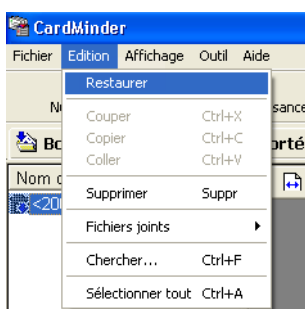 CardMinder
Fichier Edition Affichage Outil Aide
Restaurer
Couper Ctrl+X
Copier Ctrl+C
Coller Ctrl+V
Supprimer Suppr
Fichiers joints
Chercher... Ctrl+F
Sélectionner tout Ctrl+A